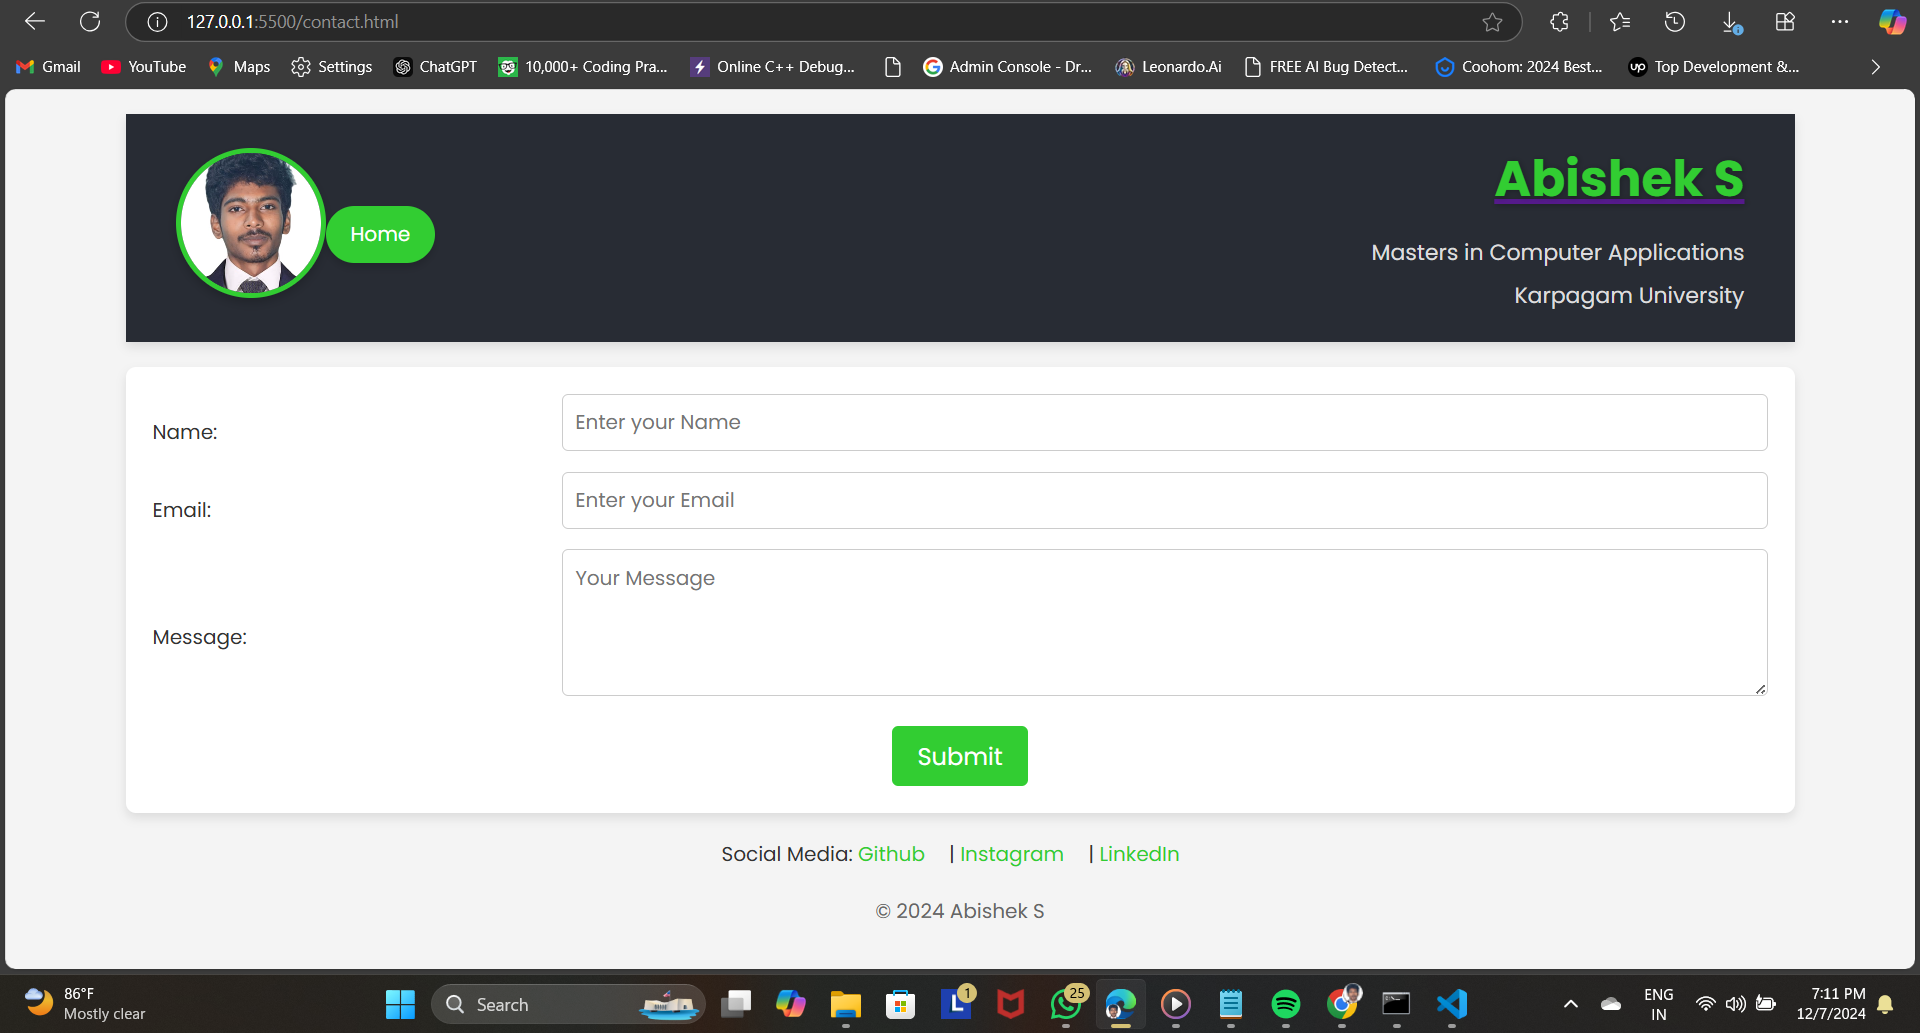 127.0.0.1:5500/contact.html
Gmail YouTube Maps Settings ChatGPT 10,000+ Coding Pra... Online C++ Debug... Admin Console - Dr... Leonardo.Ai FREE AI Bug Detect... Coohom: 2024 Best... Top Development &...
Abishek S
Home
Masters in Computer Applications
Karpagam University
Name: Enter your Name
Email: Enter your Email
Your Message
Message:
Submit
Social Media: Github | Instagram | LinkedIn
© 2024 Abishek S
86°F
Mostly clear
Search
L 1
25
ENG
IN
7:11 PM
12/7/2024